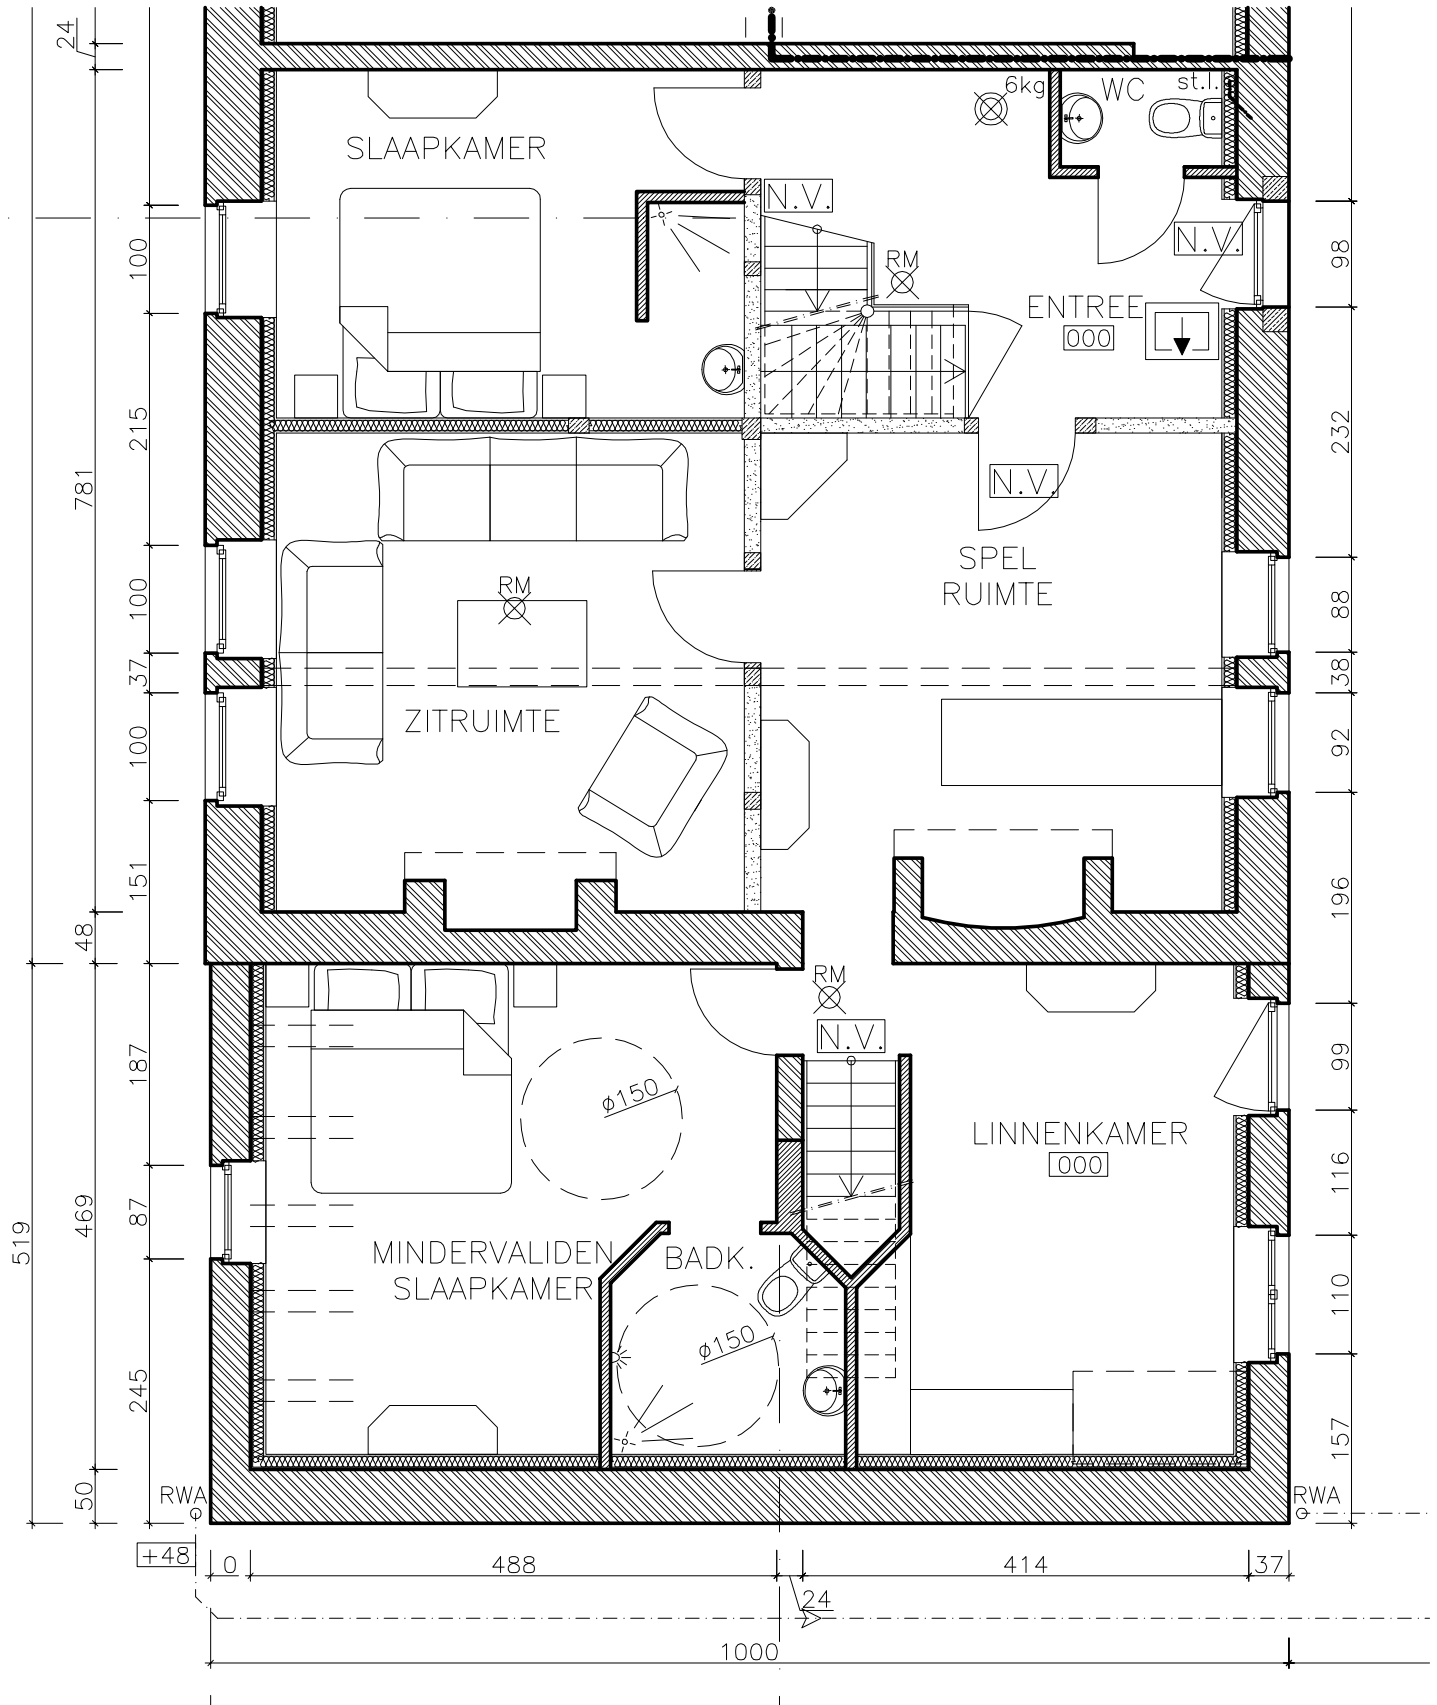 24
6kg
WC
st.l.
SLAAPKAMER
N.V.
N.V.
100
98
RM
ENTREE
000
215
232
781
N.V.
SPEL
RUIMTE
RM
100
88
37
38
ZITRUIMTE
100
92
151
196
48
RM
N.V.
187
99
ø150
LINNENKAMER
000
116
469
87
519
MINDERVALIDEN
SLAAPKAMER
BADK.
110
ø150
245
157
50
RWA
RWA
+48
0
488
414
37
24
1000